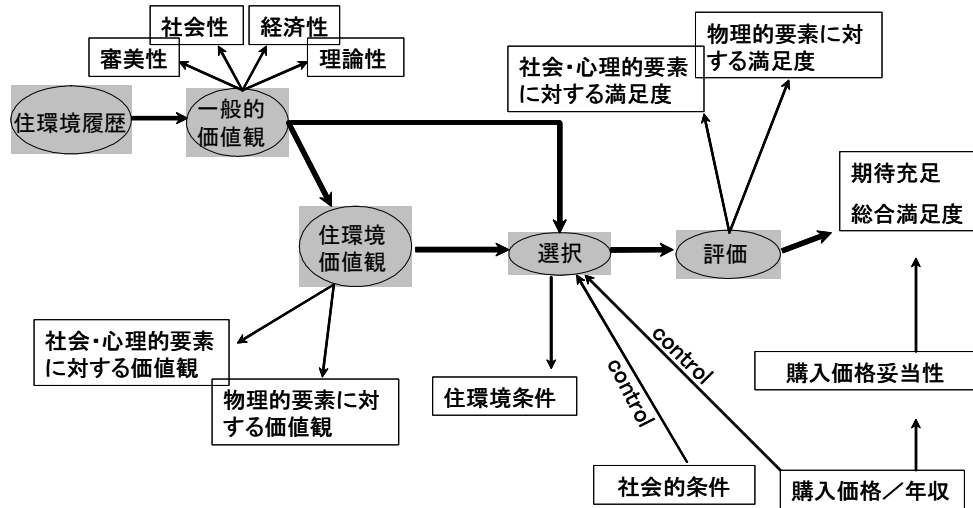 社会性
経済性
審美性
理論性
住環境履歴
一般的
価値観
社会・心理的要素
に対する満足度
物理的要素に対
する満足度
期待充足
総合満足度
住環境
価値観
選択
評価
社会・心理的要素
に対する価値観
物理的要素に対
する価値観
住環境条件
control
control
購入価格妥当性
社会的条件
購入価格／年収